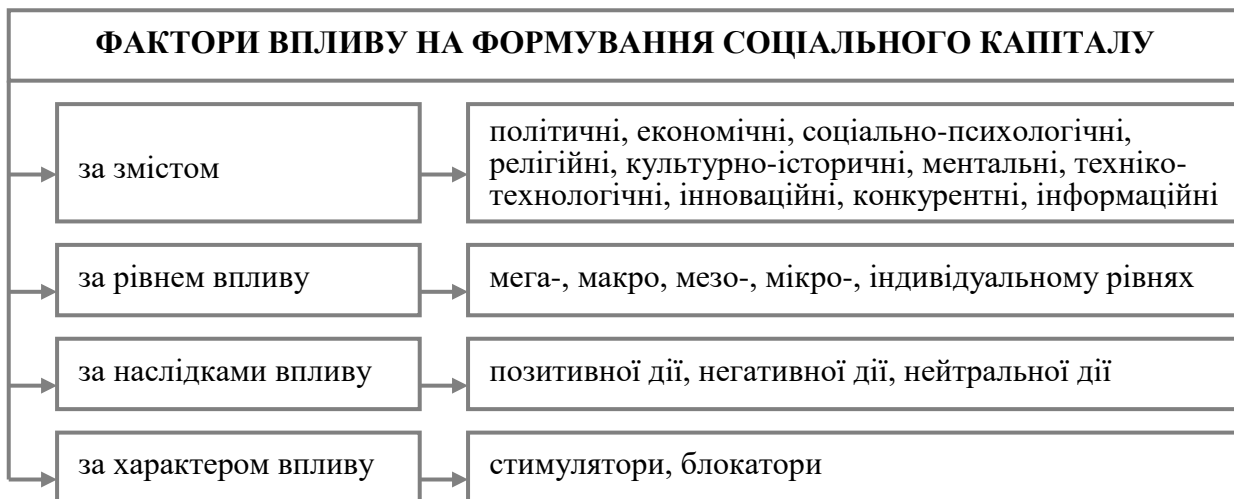 ФАКТОРИ ВПЛИВУ НА ФОРМУВАННЯ СОЦІАЛЬНОГО КАПІТАЛУ
за змістом
політичні, економічні, соціально-психологічні,
релігійні, культурно-історичні, ментальні, техніко-
технологічні, інноваційні, конкурентні, інформаційні
за рівнем впливу
мега-, макро, мезо-, мікро-, індивідуальному рівнях
за наслідками впливу
позитивної дії, негативної дії, нейтральної дії
за характером впливу
стимулятори, блокатори